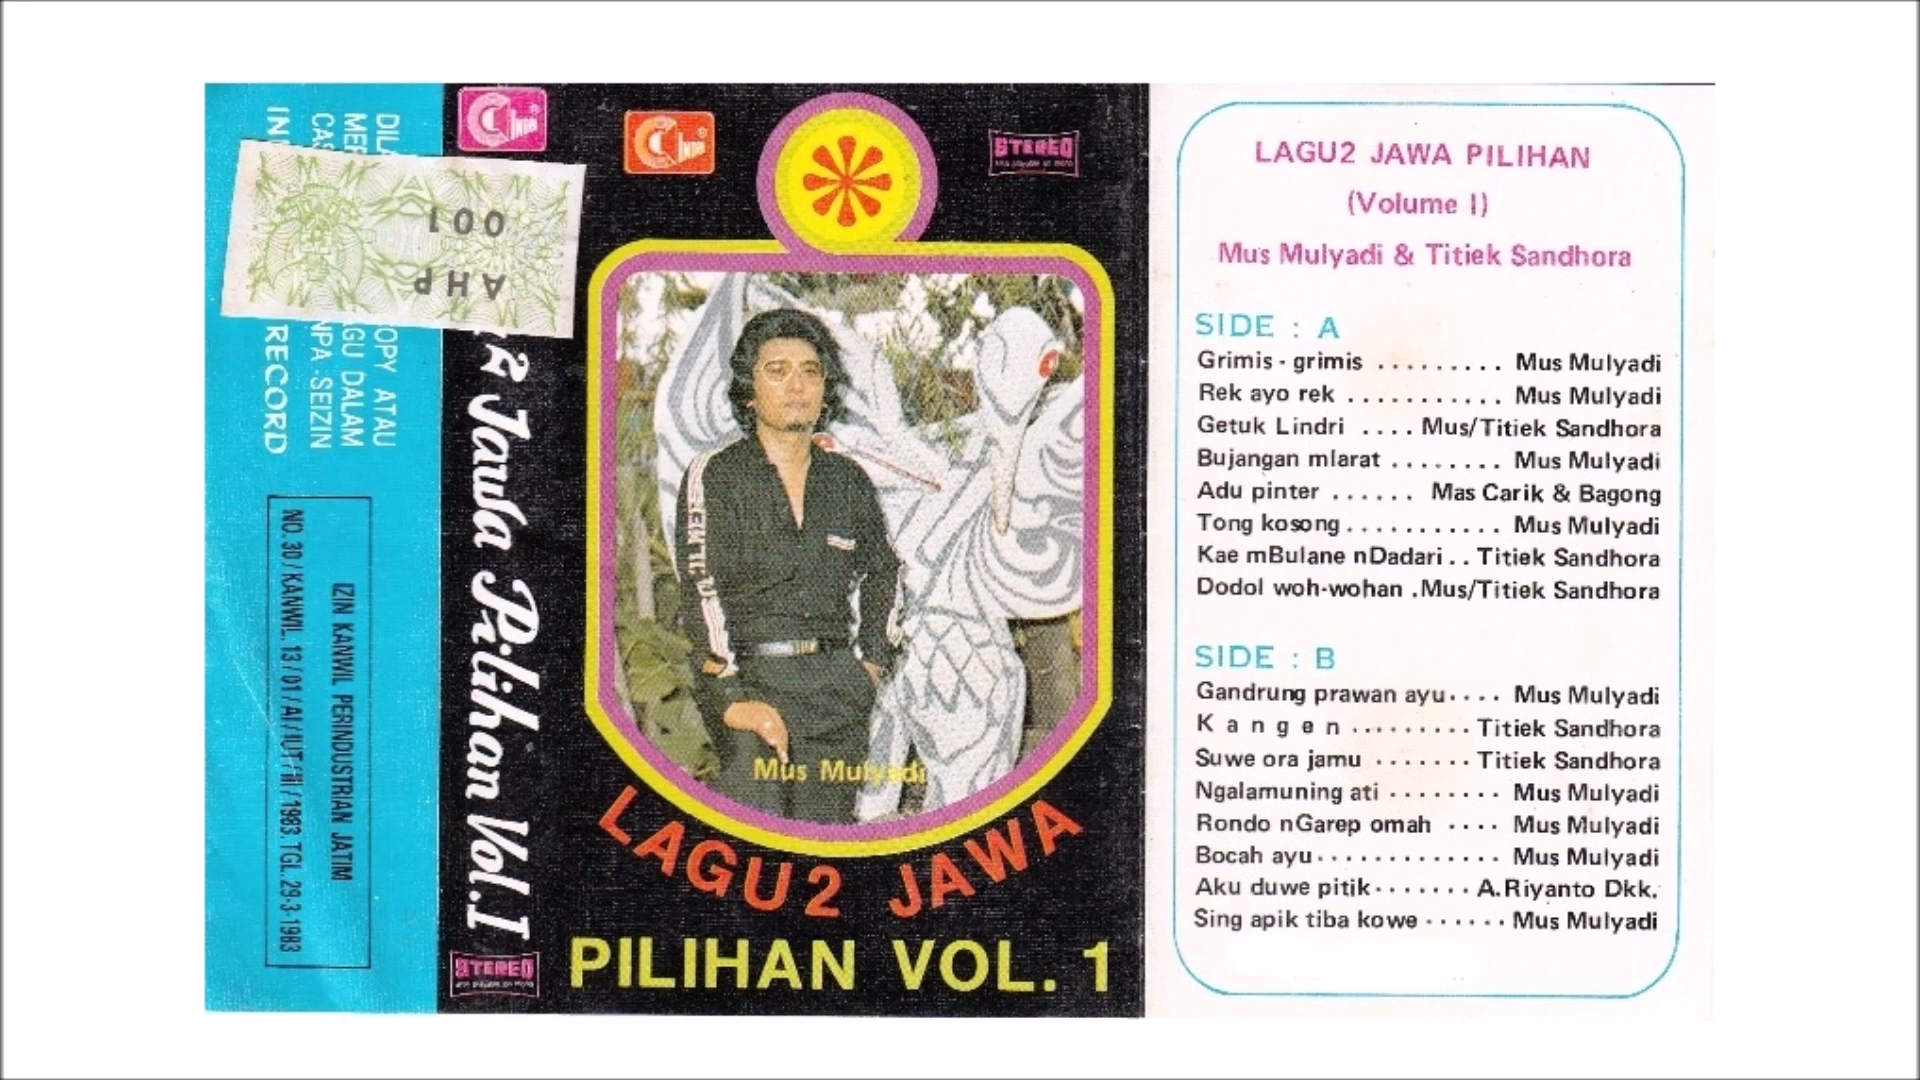 AHP
001
OPY ATAU
GU DALAM
NPA SEIZIN
RECORD
IZIN KANWIL PERINDUSTRIAN JATIM
NO. 30 / KANWIL. 13 / 01 / AI / IUT / III / 1983. TGL. 29-3-1983
Jawa Pilihan Vol. I
STEREO
STEREO
Mus Mulyadi
LAGU2 JAWA
PILIHAN VOL. 1
LAGU2 JAWA PILIHAN
(Volume I)
Mus Mulyadi & Titiek Sandhora
SIDE : A
Grimis - grimis ......... Mus Mulyadi
Rek ayo rek ........... Mus Mulyadi
Getuk Lindri .... Mus/Titiek Sandhora
Bujangan mlarat ........ Mus Mulyadi
Adu pinter ...... Mas Carik & Bagong
Tong kosong........... Mus Mulyadi
Kae mBulane nDadari .. Titiek Sandhora
Dodol woh-wohan .Mus/Titiek Sandhora
SIDE : B
Gandrung prawan ayu.... Mus Mulyadi
K a n g e n ......... Titiek Sandhora
Suwe ora jamu ....... Titiek Sandhora
Ngalamuning ati ........ Mus Mulyadi
Rondo nGarep omah .... Mus Mulyadi
Bocah ayu............. Mus Mulyadi
Aku duwe pitik....... A.Riyanto Dkk.
Sing apik tiba kowe ...... Mus Mulyadi